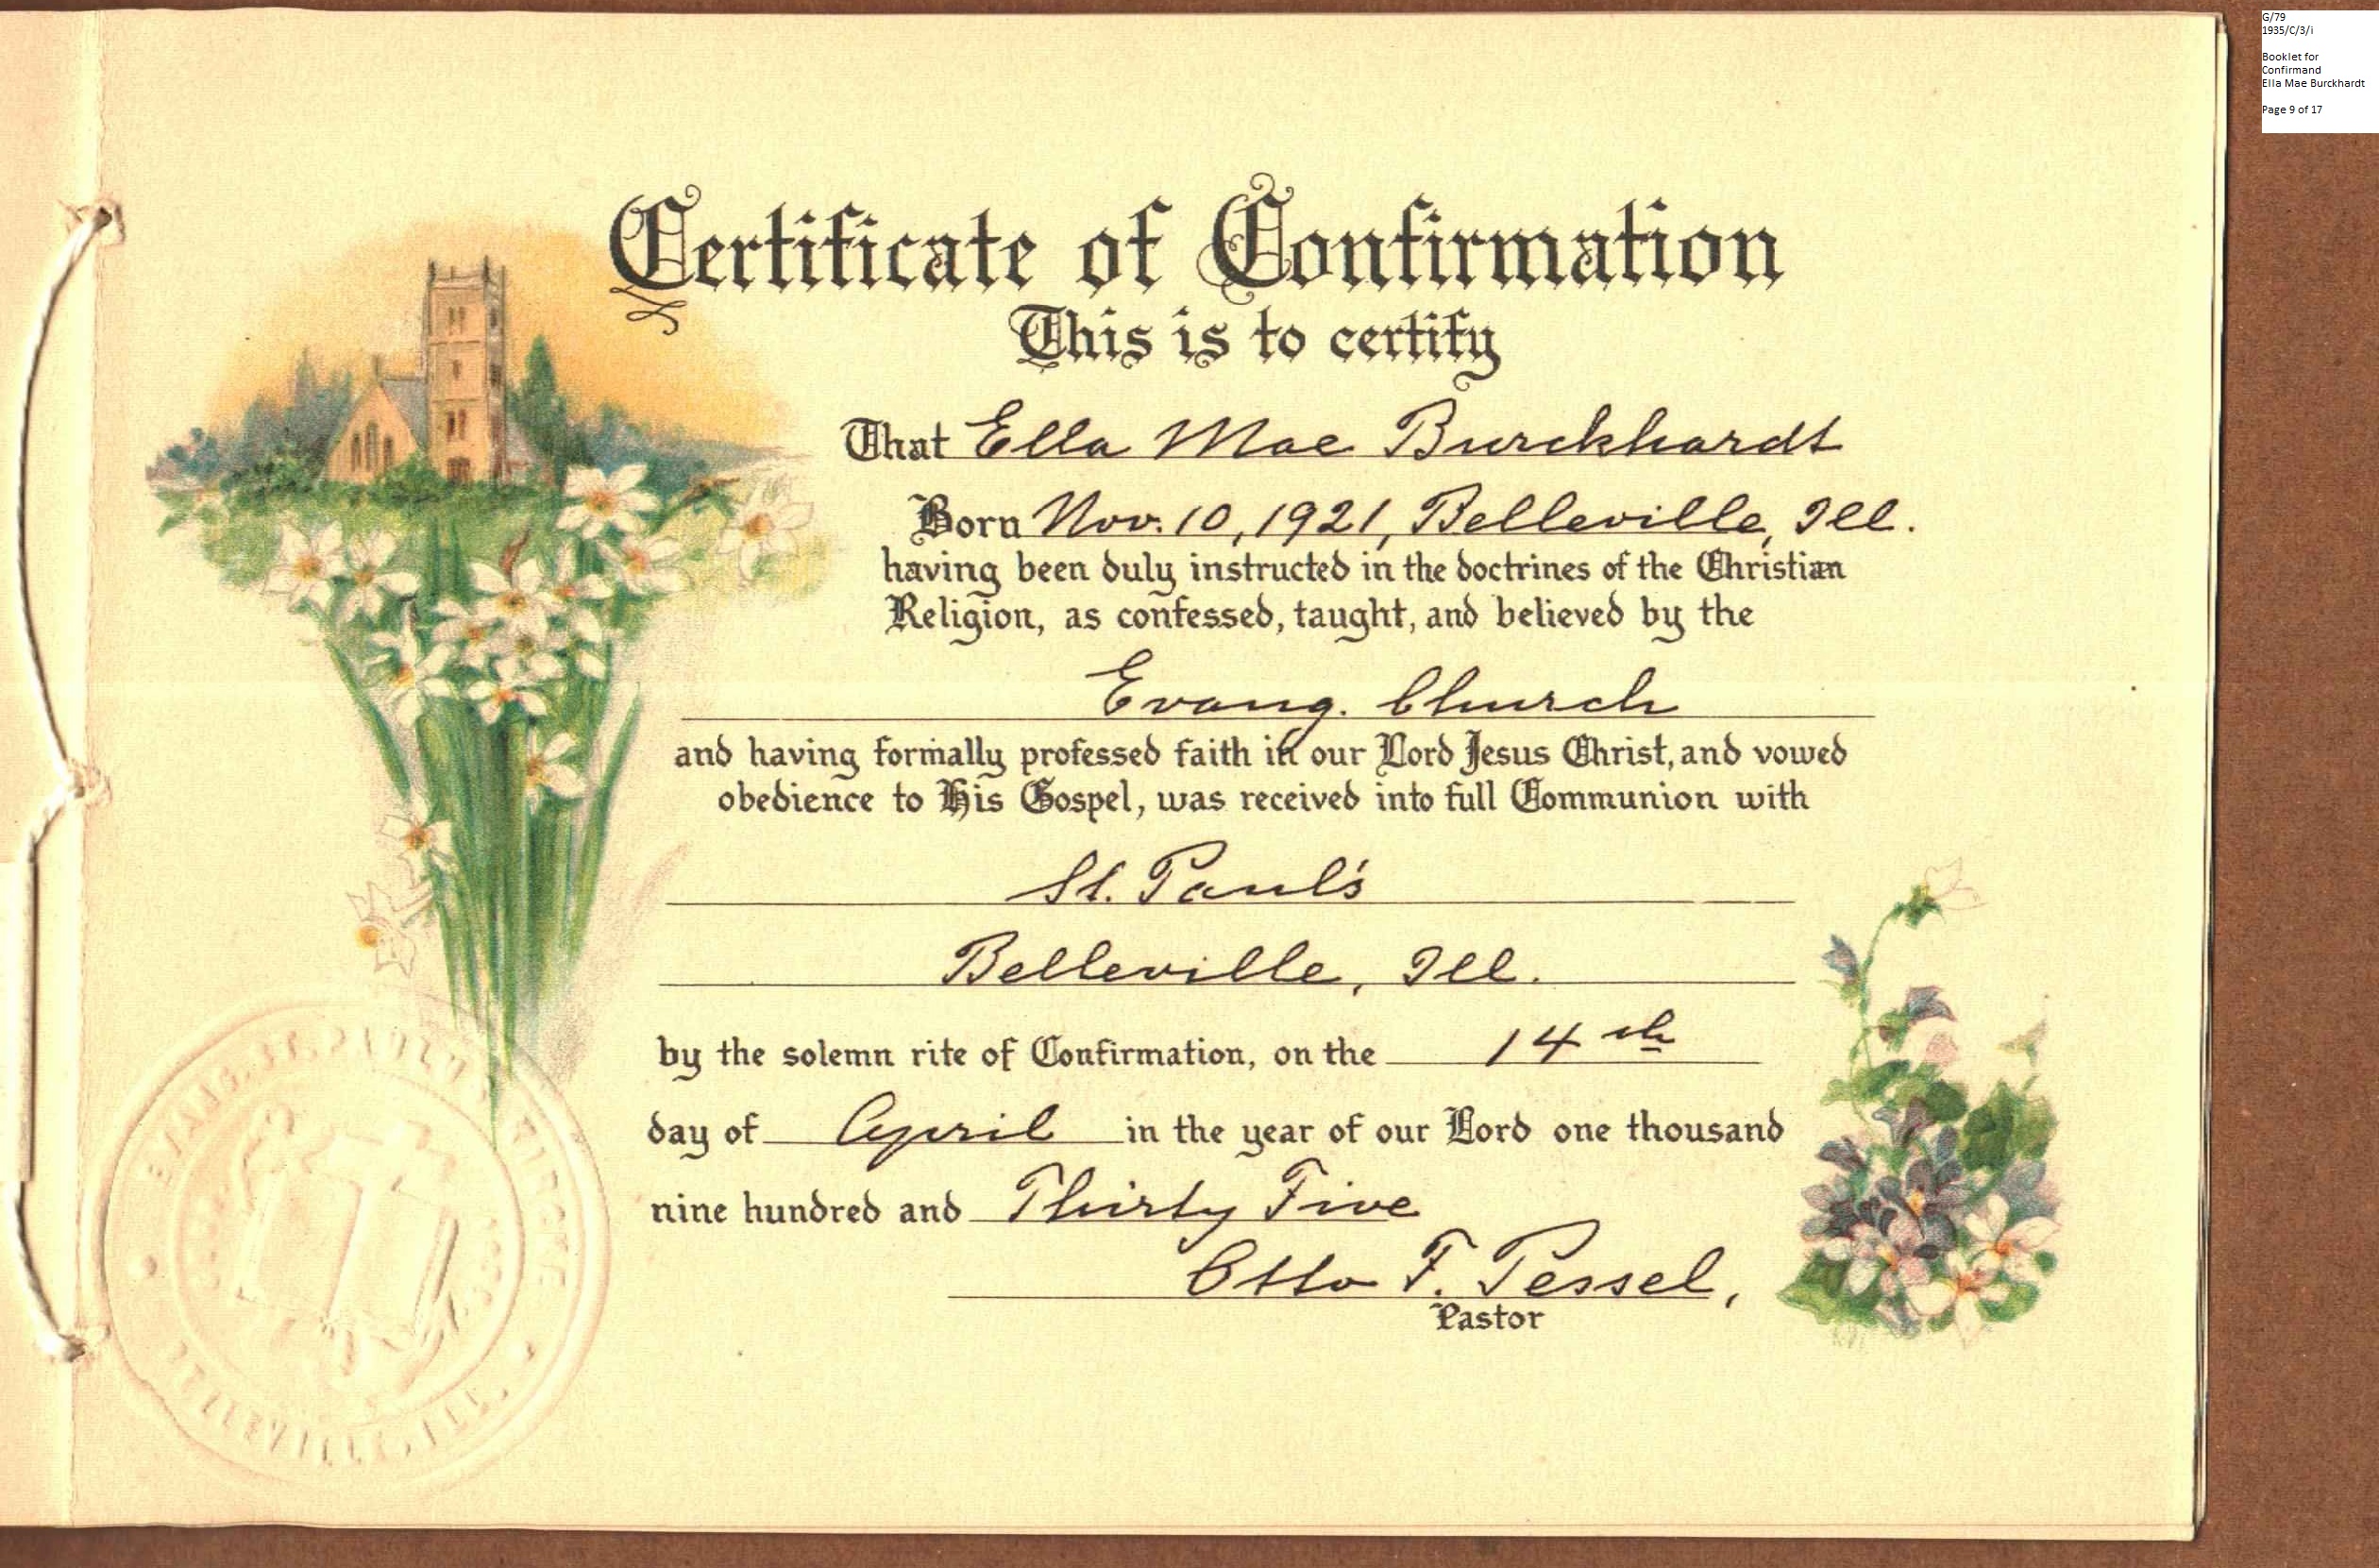 G/79
1935/C/3/i
Booklet for
Confirmand
Ella Mae Burckhardt
Page 9 of 17
Certificate of Confirmation
This is to certify
That Ella Mae Burckhardt
Born Nov. 10, 1921, Belleville, Ill.
having been duly instructed in the doctrines of the Christian
Religion, as confessed, taught, and believed by the
Evang. Church
and having formally professed faith in our Lord Jesus Christ, and vowed
obedience to His Gospel, was received into full Communion with
St. Paul's
Belleville, Ill.
by the solemn rite of Confirmation, on the 14th
day of April in the year of our Lord one thousand
nine hundred and Thirty Five
Otto F. Pessel,
Pastor
EVANG. ST. PAULS
BELLEVILLE, ILL.